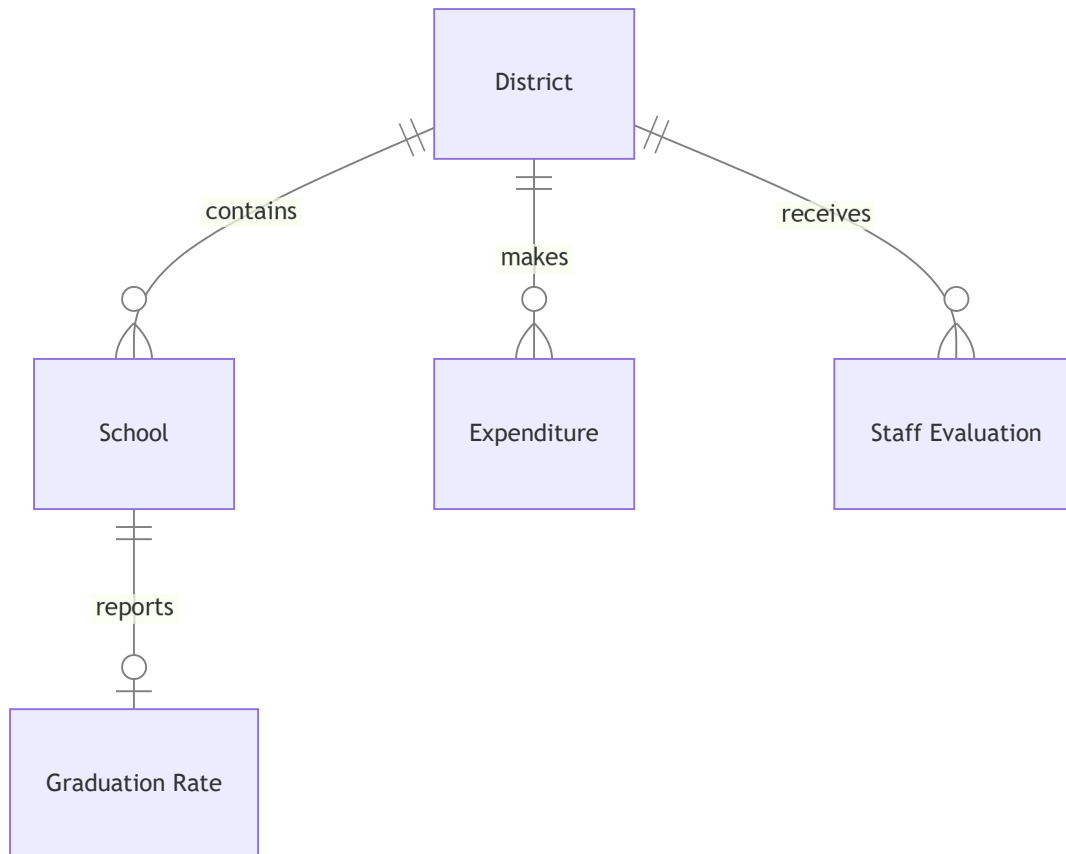 District
contains
makes
receives
School
Expenditure
Staff Evaluation
reports
Graduation Rate